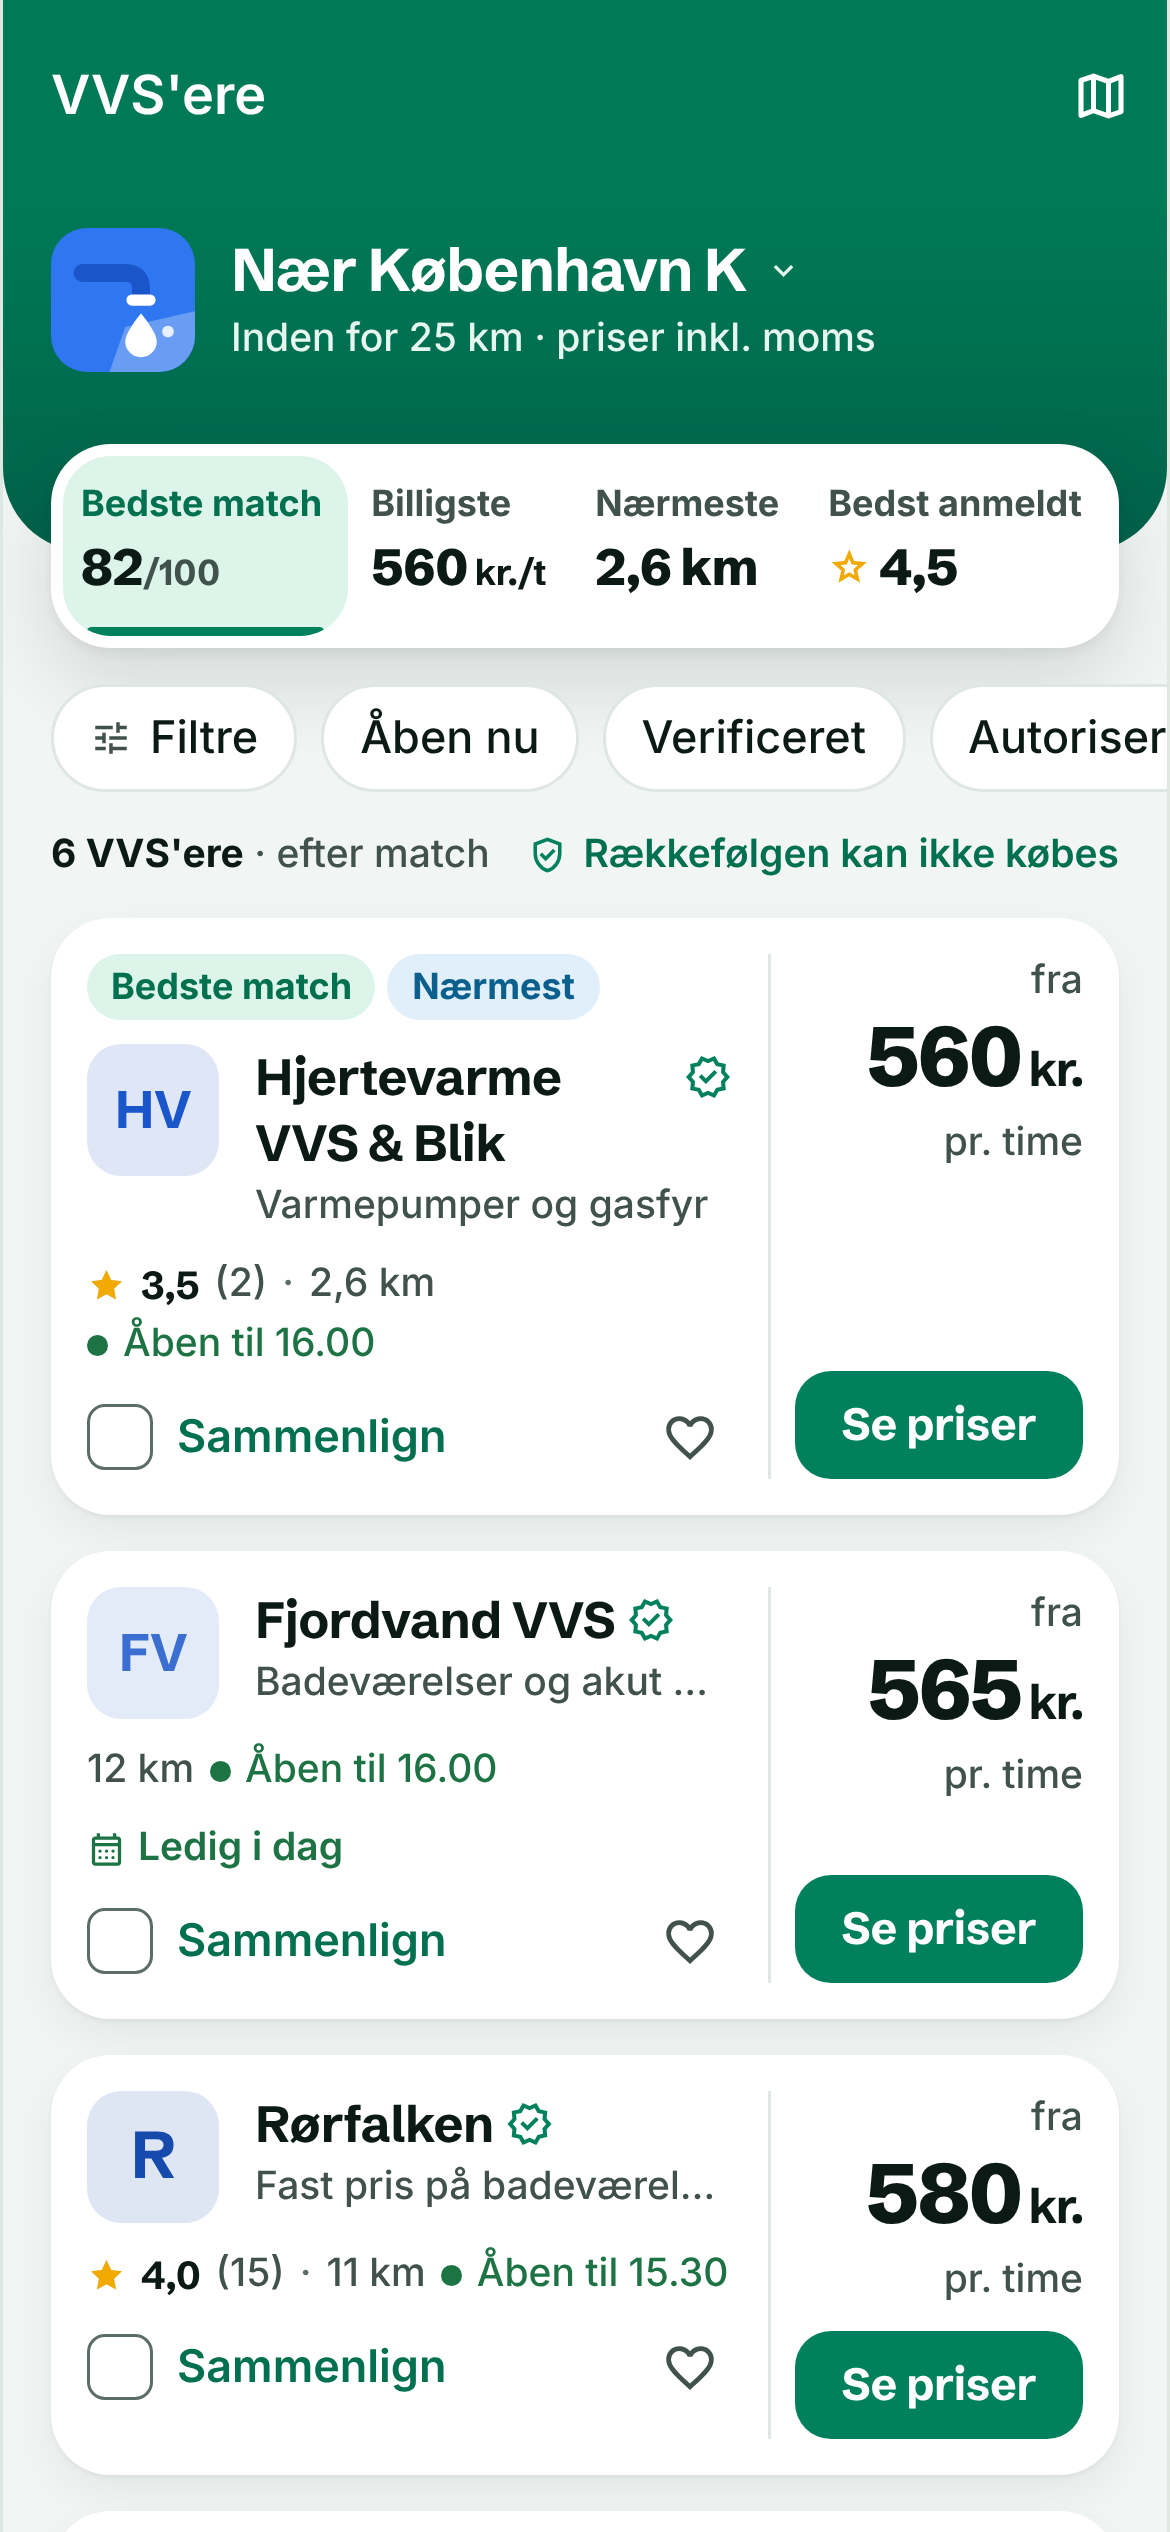 VVS'ere
Nær København K
Inden for 25 km · priser inkl. moms
Bedste match
82/100
Billigste
560 kr./t
Nærmeste
2,6 km
Bedst anmeldt
4,5
Filtre
Åben nu
Verificeret
Autoriser
6 VVS'ere · efter match
Rækkefølgen kan ikke købes
Bedste match
Nærmest
HV
Hjertevarme
VVS & Blik
Varmepumper og gasfyr
3,5 (2) · 2,6 km
Åben til 16.00
Sammenlign
fra
560 kr.
pr. time
Se priser
FV
Fjordvand VVS
Badeværelser og akut ...
12 km Åben til 16.00
Ledig i dag
Sammenlign
fra
565 kr.
pr. time
Se priser
R
Rørfalken
Fast pris på badeværel...
4,0 (15) · 11 km Åben til 15.30
Sammenlign
fra
580 kr.
pr. time
Se priser